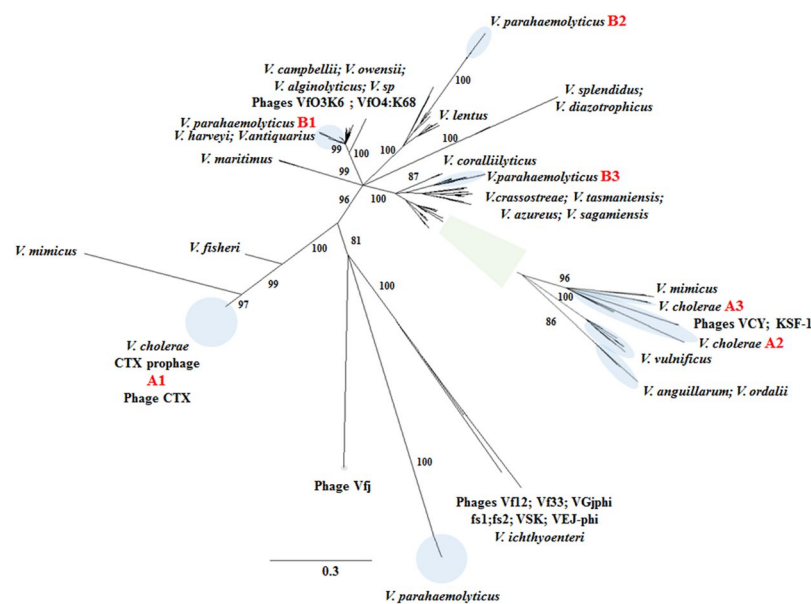 V. parahaemolyticus B2
V. campbellii; V. owensii;
V. alginolyticus; V. sp
Phages VfO3K6 ; VfO4:K68
100
V. splendidus;
V. diazotrophicus
V. parahaemolyticus B1
V. harveyi; V.antiquarius
V. lentus
99
100
100
100
V. maritimus
99
V. coralliilyticus
87
V.parahaemolyticus B3
96
100
V.crassostreae; V. tasmaniensis;
V. azureus; V. sagamiensis
V. fisheri
100
81
V. mimicus
99
97
100
96
V. mimicus
100
V. cholerae A3
Phages VCY; KSF-1
86
V. cholerae A2
V. vulnificus
V. anguillarum; V. ordalii
V. cholerae
CTX prophage
A1
Phage CTX
100
Phage Vfj
Phages Vf12; Vf33; VGjphi
fs1;fs2; VSK; VEJ-phi
V. ichthyoenteri
0.3
V. parahaemolyticus